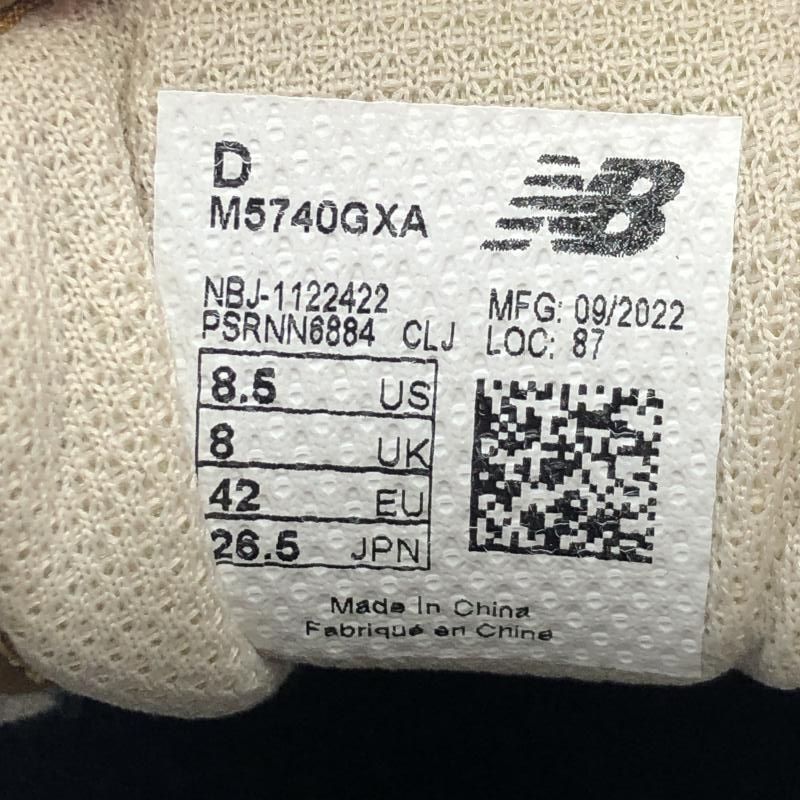 D
M5740GXA
NB
NBJ-1122422
PSRNN6884 CLJ
MFG: 09/2022
LOC: 87
8.5 US
8 UK
42 EU
26.5 JPN
Made in China
Fabriqué en Chine